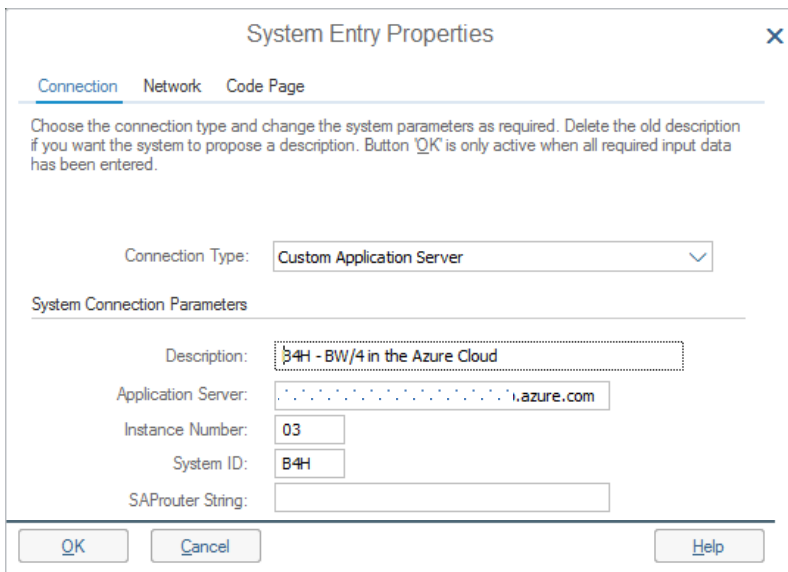 System Entry Properties
Connection Network Code Page
Choose the connection type and change the system parameters as required. Delete the old description
if you want the system to propose a description. Button 'OK' is only active when all required input data
has been entered.
Connection Type: Custom Application Server
System Connection Parameters
Description: B4H - BW/4 in the Azure Cloud
Application Server: .azure.com
Instance Number: 03
System ID: B4H
SAProuter String:
OK Cancel Help